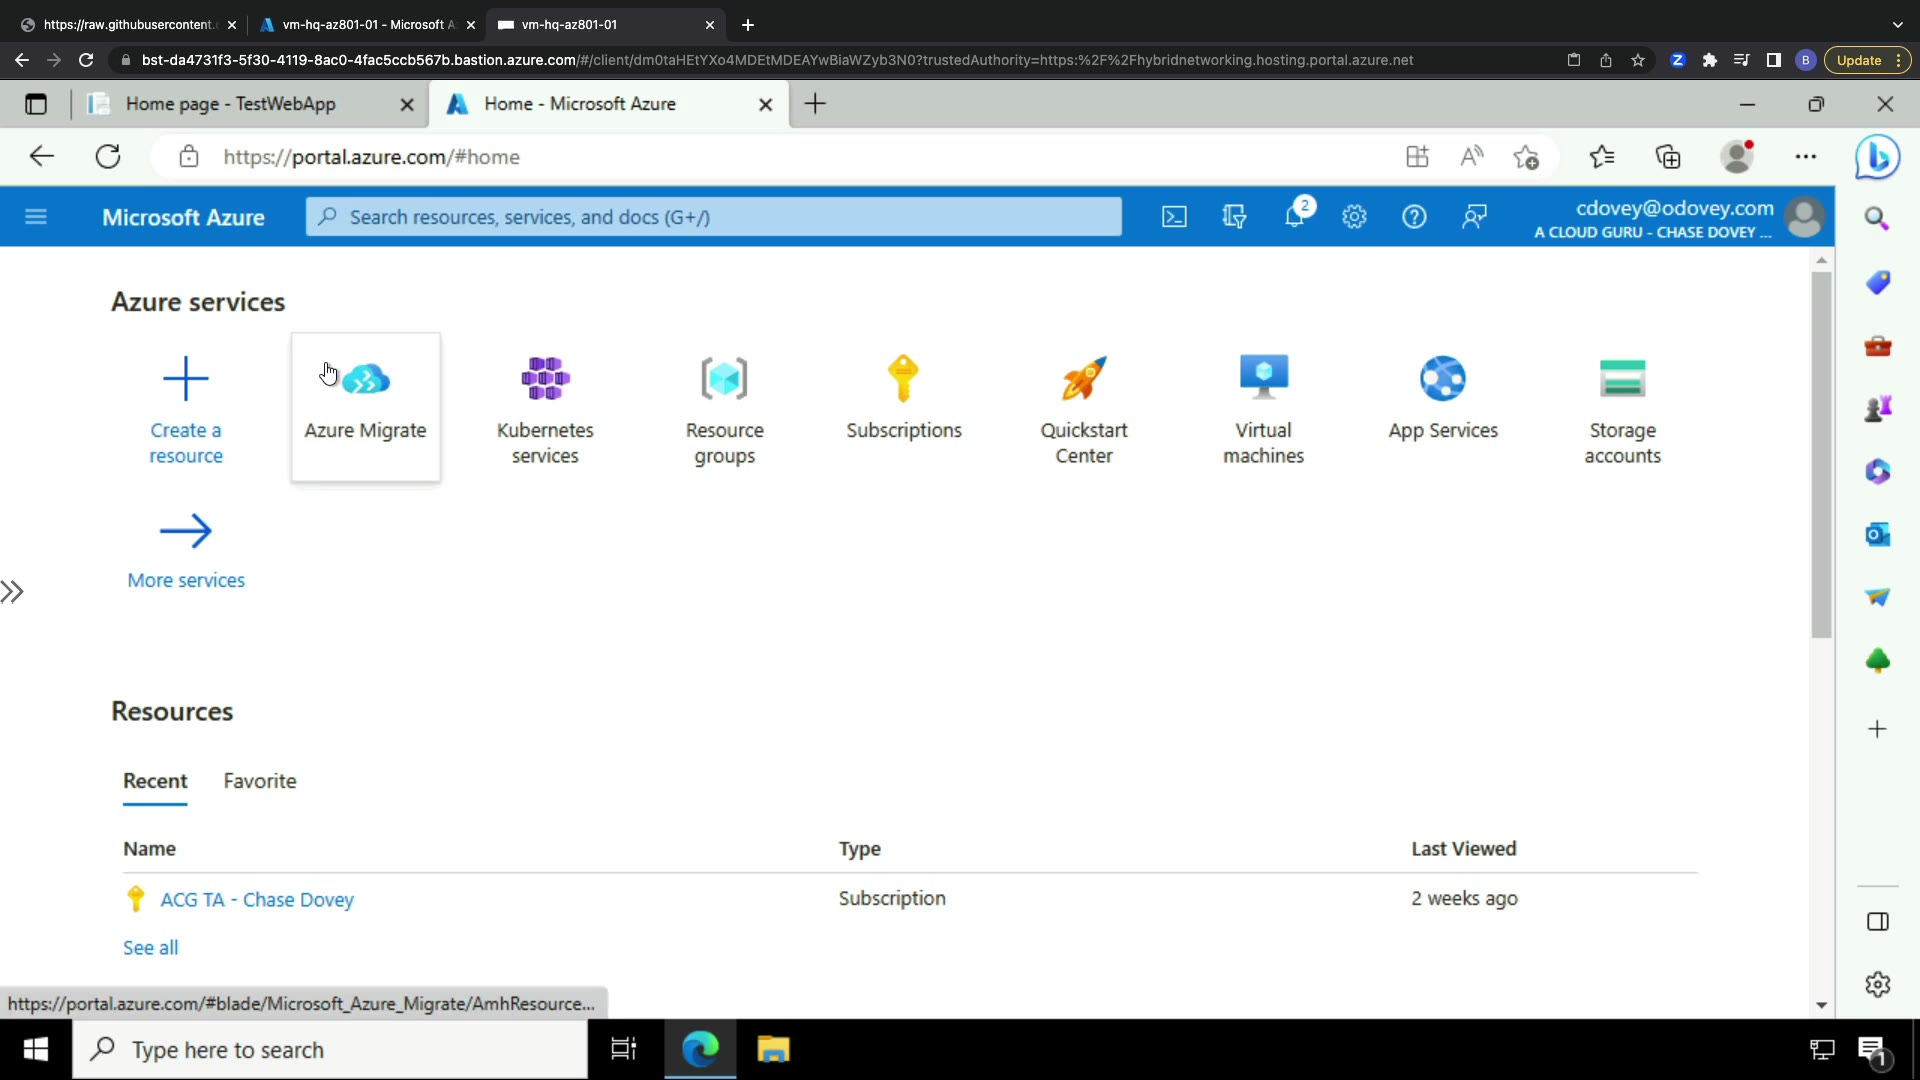 https://raw.githubusercontent.
vm-hq-az801-01 - Microsoft A
vm-hq-az801-01
bst-da4731f3-5f30-4119-8ac0-4fac5ccb567b.bastion.azure.com/#/client/dm0taHEtYXo4MDEtMDEAYwBiaWZyb3N0?trustedAuthority=https:%2F%2Fhybridnetworking.hosting.portal.azure.net
B
Update
Home page - TestWebApp
Home - Microsoft Azure
https://portal.azure.com/#home
Microsoft Azure
Search resources, services, and docs (G+/)
2
cdovey@odovey.com
A CLOUD GURU - CHASE DOVEY ...
Azure services
Create a resource
Azure Migrate
Kubernetes services
Resource groups
Subscriptions
Quickstart Center
Virtual machines
App Services
Storage accounts
More services
Resources
Recent
Favorite
Name
Type
Last Viewed
ACG TA - Chase Dovey
Subscription
2 weeks ago
See all
https://portal.azure.com/#blade/Microsoft_Azure_Migrate/AmhResource...
Type here to search
1